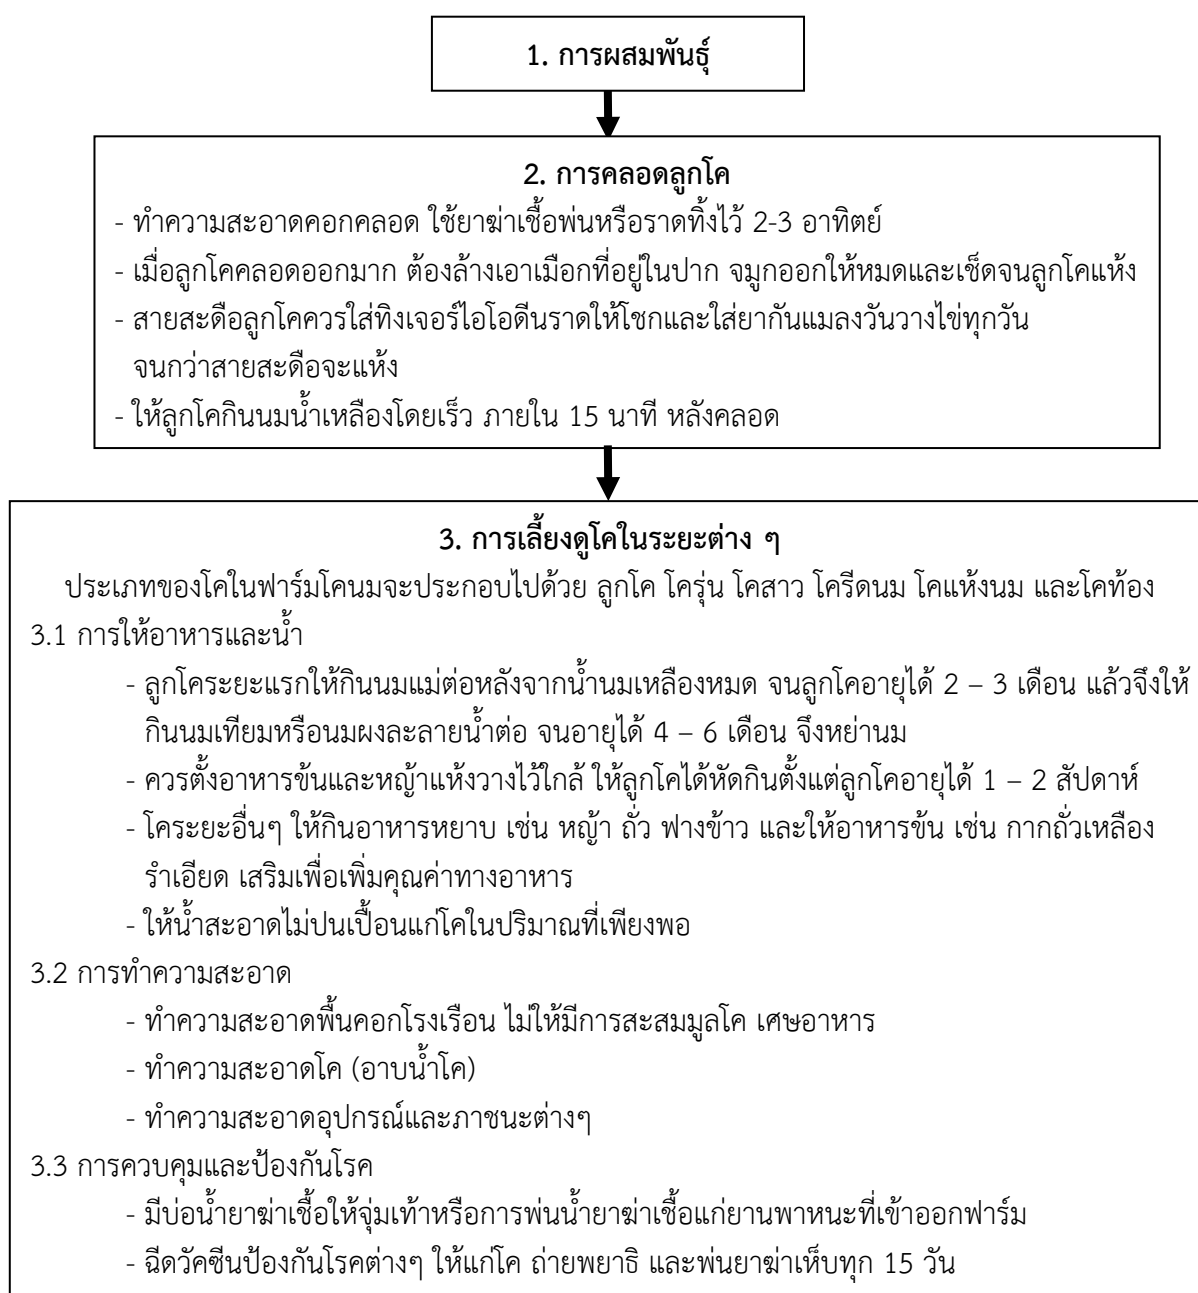 1. การผสมพันธุ์
2. การคลอดลูกโค
- ทำความสะอาดคอกคลอด ใช้ยาฆ่าเชื้อพ่นหรือราดทิ้งไว้ 2-3 อาทิตย์
- เมื่อลูกโคคลอดออกมาก ต้องล้างเอาเมือกที่อยู่ในปาก จมูกออกให้หมดและเช็ดจนลูกโคแห้ง
- สายสะดือลูกโคควรใส่ทิงเจอร์ไอโอดีนราดให้โชกและใส่ยากันแมลงวันวางไข่ทุกวัน
จนกว่าสายสะดือจะแห้ง
- ให้ลูกโคกินนมน้ำเหลืองโดยเร็ว ภายใน 15 นาที หลังคลอด
3. การเลี้ยงดูโคในระยะต่าง ๆ
ประเภทของโคในฟาร์มโคนมจะประกอบไปด้วย ลูกโค โครุ่น โคสาว โครีดนม โคแห้งนม และโคท้อง
3.1 การให้อาหารและน้ำ
- ลูกโคระยะแรกให้กินนมแม่ต่อหลังจากน้ำนมเหลืองหมด จนลูกโคอายุได้ 2 – 3 เดือน แล้วจึงให้
กินนมเทียมหรือนมผงละลายน้ำต่อ จนอายุได้ 4 – 6 เดือน จึงหย่านม
- ควรตั้งอาหารข้นและหญ้าแห้งวางไว้ใกล้ ให้ลูกโคได้หัดกินตั้งแต่ลูกโคอายุได้ 1 – 2 สัปดาห์
- โคระยะอื่นๆ ให้กินอาหารหยาบ เช่น หญ้า ถั่ว ฟางข้าว และให้อาหารข้น เช่น กากถั่วเหลือง
รำเอียด เสริมเพื่อเพิ่มคุณค่าทางอาหาร
- ให้น้ำสะอาดไม่ปนเปื้อนแก่โคในปริมาณที่เพียงพอ
3.2 การทำความสะอาด
- ทำความสะอาดพื้นคอกโรงเรือน ไม่ให้มีการสะสมมูลโค เศษอาหาร
- ทำความสะอาดโค (อาบน้ำโค)
- ทำความสะอาดอุปกรณ์และภาชนะต่างๆ
3.3 การควบคุมและป้องกันโรค
- มีบ่อน้ำยาฆ่าเชื้อให้จุ่มเท้าหรือการพ่นน้ำยาฆ่าเชื้อแก่ยานพาหนะที่เข้าออกฟาร์ม
- ฉีดวัคซีนป้องกันโรคต่างๆ ให้แก่โค ถ่ายพยาธิ และพ่นยาฆ่าเห็บทุก 15 วัน